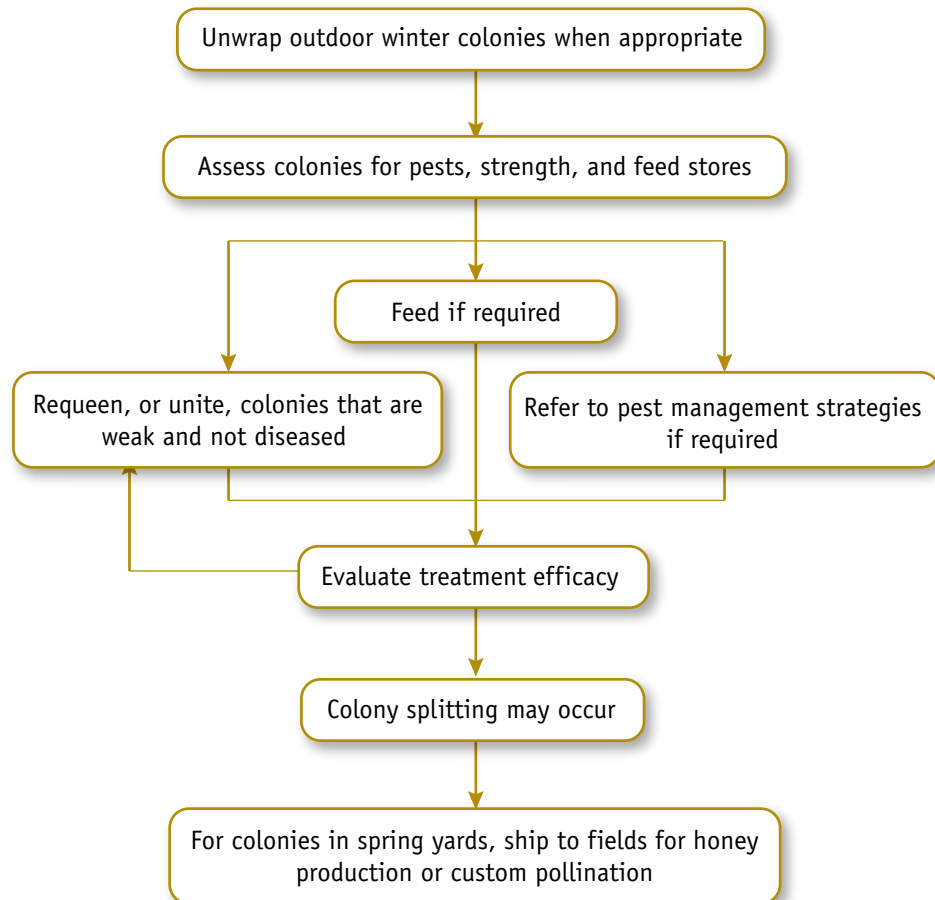 Unwrap outdoor winter colonies when appropriate
Assess colonies for pests, strength, and feed stores
Feed if required
Requeen, or unite, colonies that are
weak and not diseased
Refer to pest management strategies
if required
Evaluate treatment efficacy
Colony splitting may occur
For colonies in spring yards, ship to fields for honey
production or custom pollination